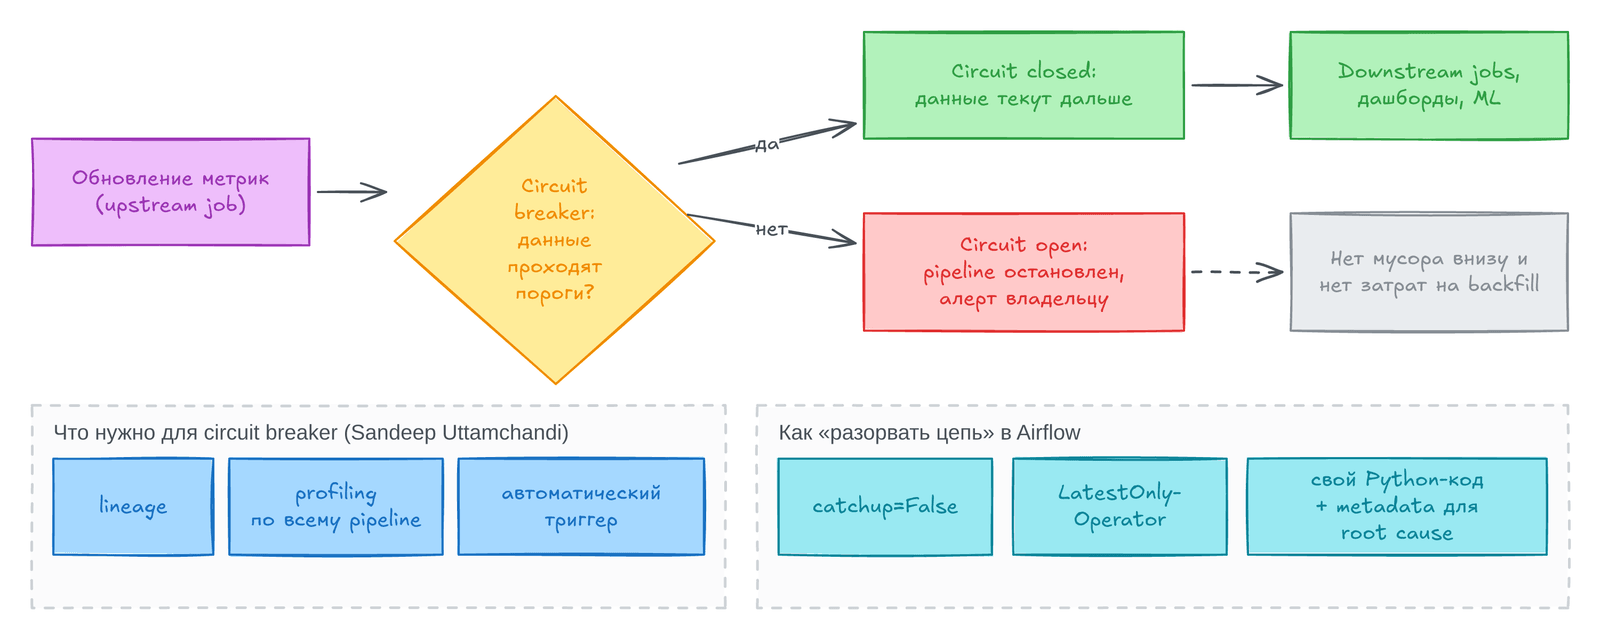 Обновление метрик
(upstream job)
Circuit
breaker:
данные
проходят
пороги?
да
нет
Circuit closed:
данные текут дальше
Downstream jobs,
дашборды, ML
Circuit open:
pipeline остановлен,
алерт владельцу
Нет мусора внизу и
нет затрат на backfill
Что нужно для circuit breaker (Sandeep Uttamchandi)
lineage
profiling
по всему pipeline
автоматический
триггер
Как «разорвать цепь» в Airflow
catchup=False
LatestOnly-
Operator
свой Python-код
+ metadata для
root cause